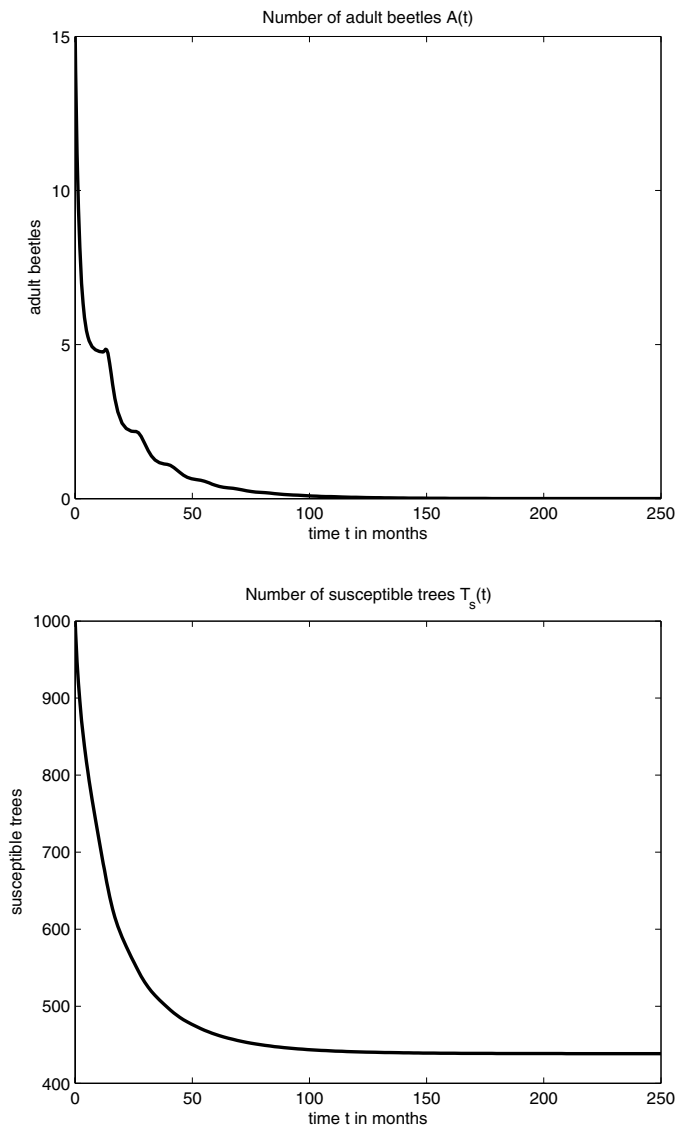 Number of adult beetles A(t)
15
10
5
0
adult beetles
0 50 100 150 200 250
time t in months
Number of susceptible trees T_s(t)
1000
900
800
700
600
500
400
susceptible trees
0 50 100 150 200 250
time t in months